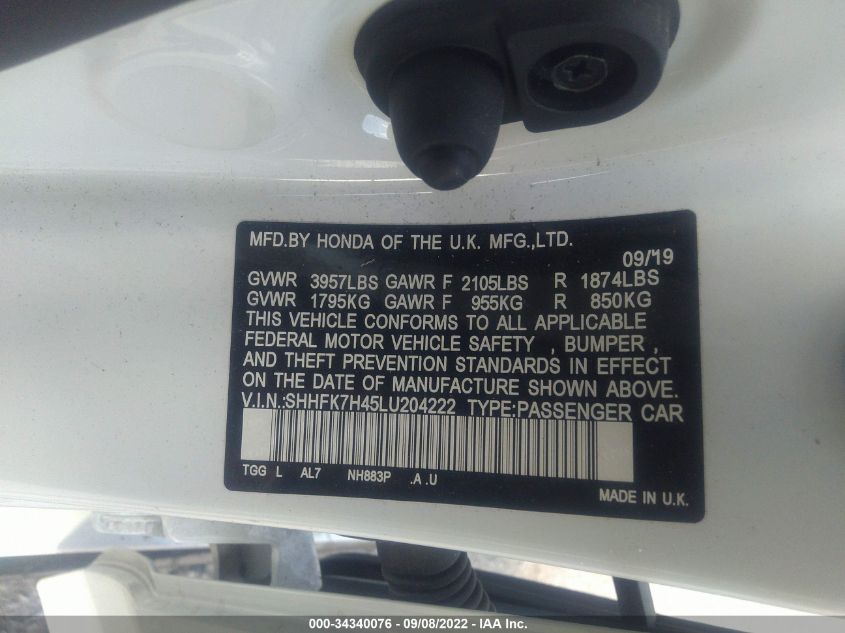 MFD.BY HONDA OF THE U.K. MFG.,LTD.
09/19
GVWR 3957LBS GAWR F 2105LBS R 1874LBS
GVWR 1795KG GAWR F 955KG R 850KG
THIS VEHICLE CONFORMS TO ALL APPLICABLE
FEDERAL MOTOR VEHICLE SAFETY , BUMPER ,
AND THEFT PREVENTION STANDARDS IN EFFECT
ON THE DATE OF MANUFACTURE SHOWN ABOVE.
V.I.N.:SHHFK7H45LU204222 TYPE:PASSENGER CAR
TGG L AL7 NH883P .A .U
MADE IN U.K.
000-34340076 - 09/08/2022 - IAA Inc.